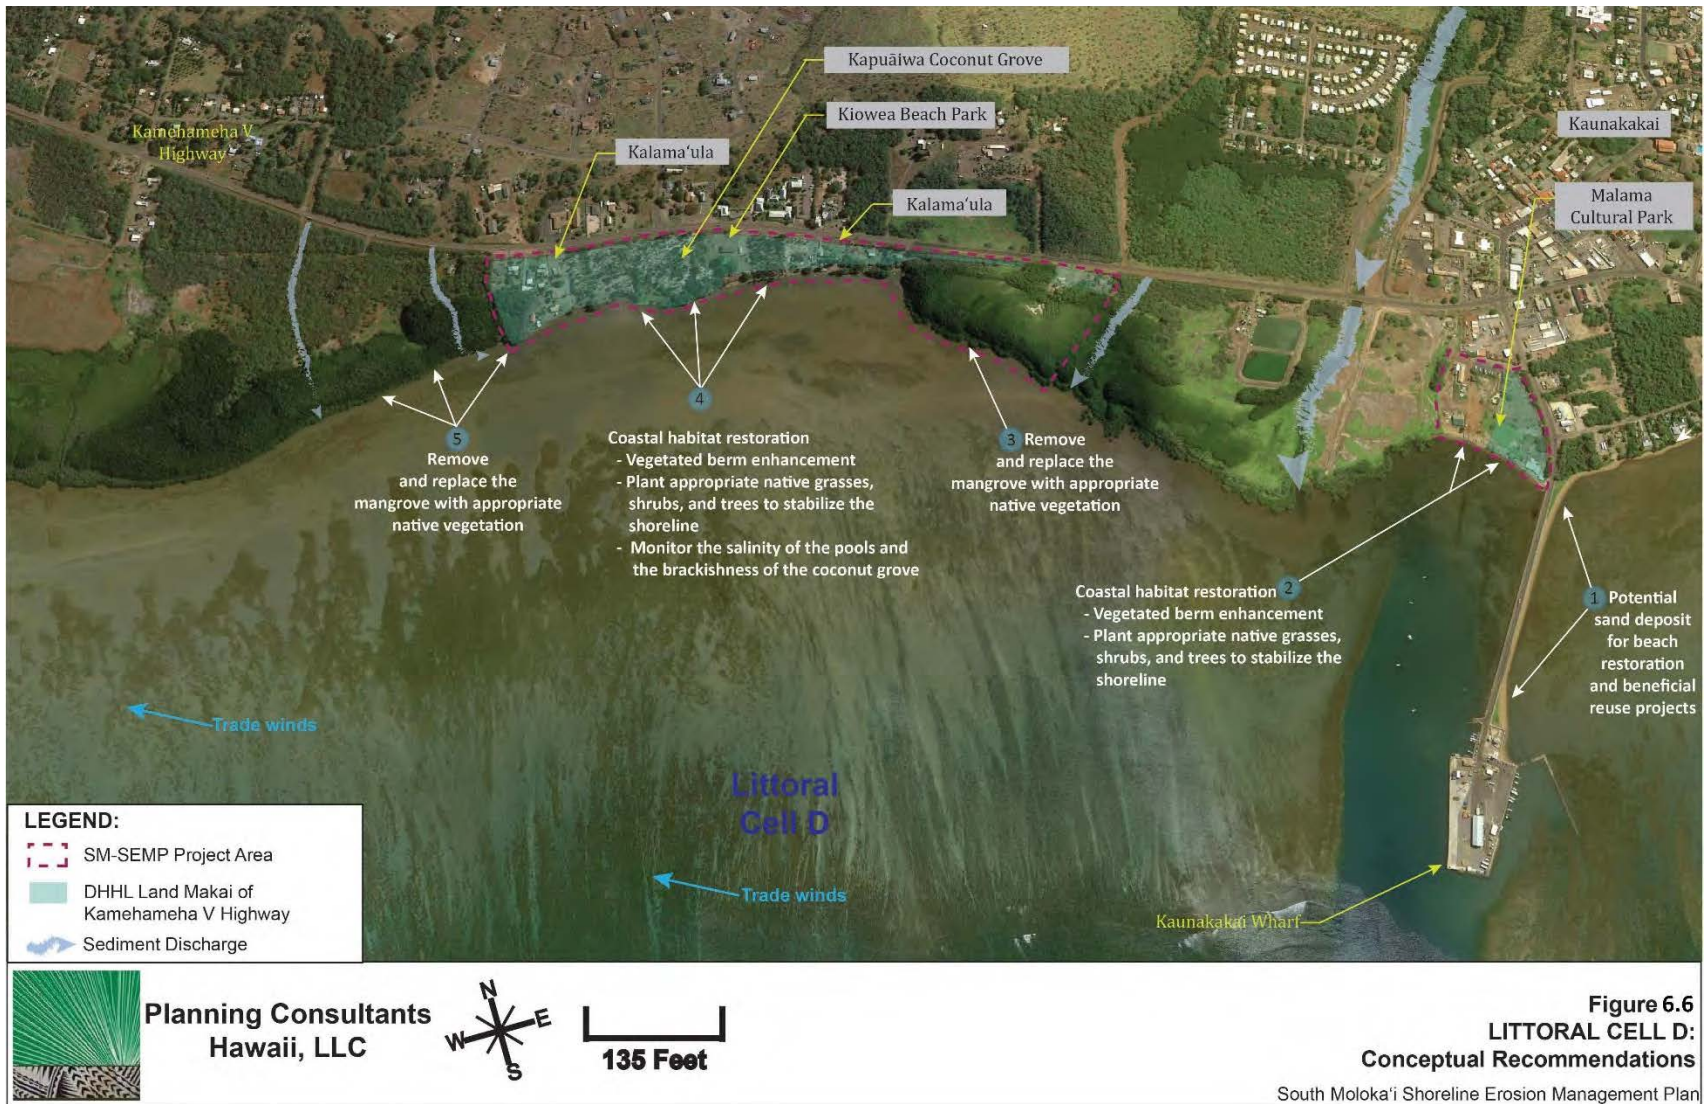 Kapuāiwa Coconut Grove
Kiowea Beach Park
Kamehameha V
Highway
Kalama‘ula
Kalama‘ula
Kaunakakai
Malama
Cultural Park
5
Remove
and replace the
mangrove with appropriate
native vegetation
4
Coastal habitat restoration
- Vegetated berm enhancement
- Plant appropriate native grasses,
shrubs, and trees to stabilize the
shoreline
- Monitor the salinity of the pools and
the brackishness of the coconut grove
3 Remove
and replace the
mangrove with appropriate
native vegetation
Coastal habitat restoration 2
- Vegetated berm enhancement
- Plant appropriate native grasses,
shrubs, and trees to stabilize the
shoreline
1 Potential
sand deposit
for beach
restoration
and beneficial
reuse projects
Trade winds
Littoral
Cell D
Trade winds
Kaunakakai Wharf
LEGEND:
SM-SEMP Project Area
DHHL Land Makai of
Kamehameha V Highway
Sediment Discharge
Planning Consultants
Hawaii, LLC
N
W E
S
135 Feet
Figure 6.6
LITTORAL CELL D:
Conceptual Recommendations
South Moloka‘i Shoreline Erosion Management Plan